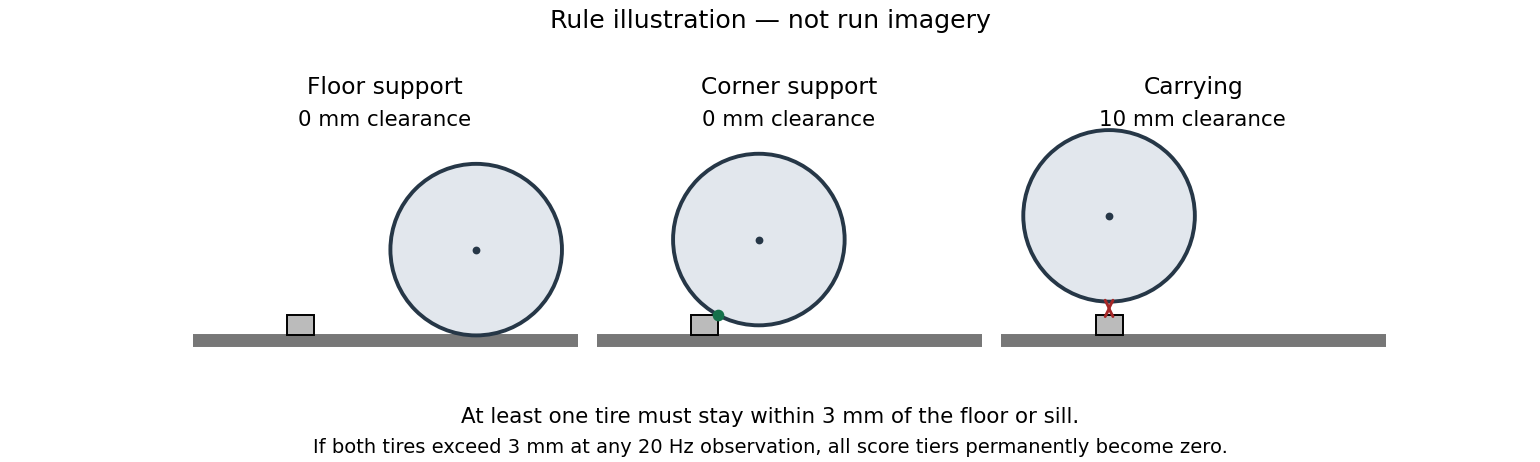 Rule illustration — not run imagery
Floor support
0 mm clearance
Corner support
0 mm clearance
Carrying
10 mm clearance
At least one tire must stay within 3 mm of the floor or sill.
If both tires exceed 3 mm at any 20 Hz observation, all score tiers permanently become zero.